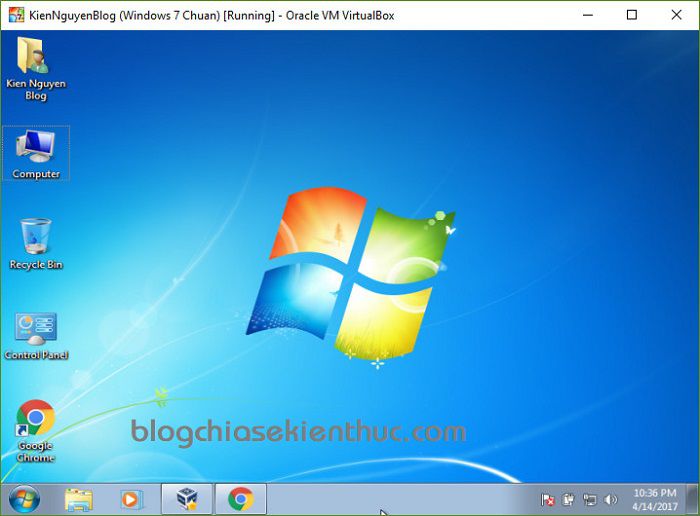 KienNguyenBlog (Windows 7 Chuan) [Running] - Oracle VM VirtualBox
Kien Nguyen
Blog
Computer
Recycle Bin
Control Panel
Google
Chrome
blogchiasekienthuc.com
10:36 PM
4/14/2017